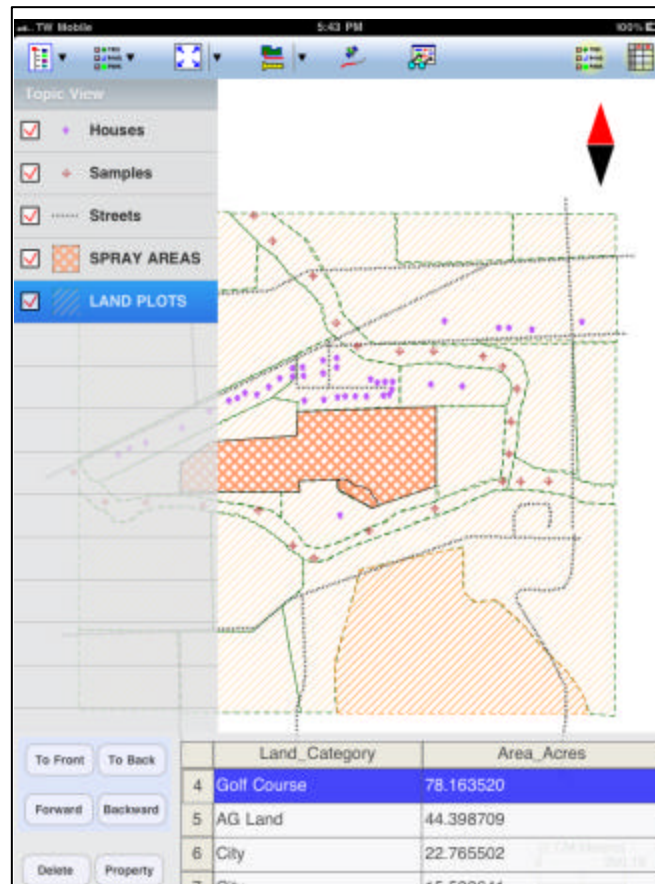 TW Mobile
5:43 PM
100%
Topic View
Houses
Samples
Streets
SPRAY AREAS
LAND PLOTS
To Front To Back
Forward Backward
Delete Property
Land_Category Area_Acres
4 Golf Course 78.163520
5 AG Land 44.398709
6 City 22.765502